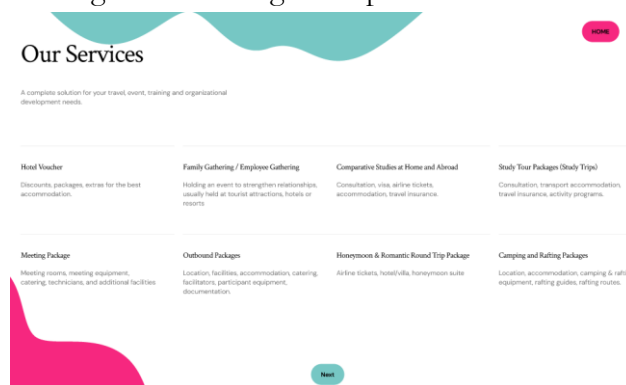 HOME
Our Services
A complete solution for your travel, event, training and organizational
development needs.
Hotel Voucher
Discounts, packages, extras for the best
accommodation.
Family Gathering / Employee Gathering
Holding an event to strengthen relationships,
usually held at tourist attractions, hotels or
resorts
Comparative Studies at Home and Abroad
Consultation, visa, airline tickets,
accommodation, travel insurance.
Study Tour Packages (Study Trips)
Consultation, transport accommodation,
travel insurance, activity programs.
Meeting Package
Meeting rooms, meeting equipment,
catering, technicians, and additional facilities
Outbound Packages
Location, facilities, accommodation, catering,
facilitators, participant equipment,
documentation.
Honeymoon & Romantic Round Trip Package
Airline tickets, hotel/villa, honeymoon suite
Camping and Rafting Packages
Location, accommodation, camping &
equipment, rafting guides, rafting routes.
Next